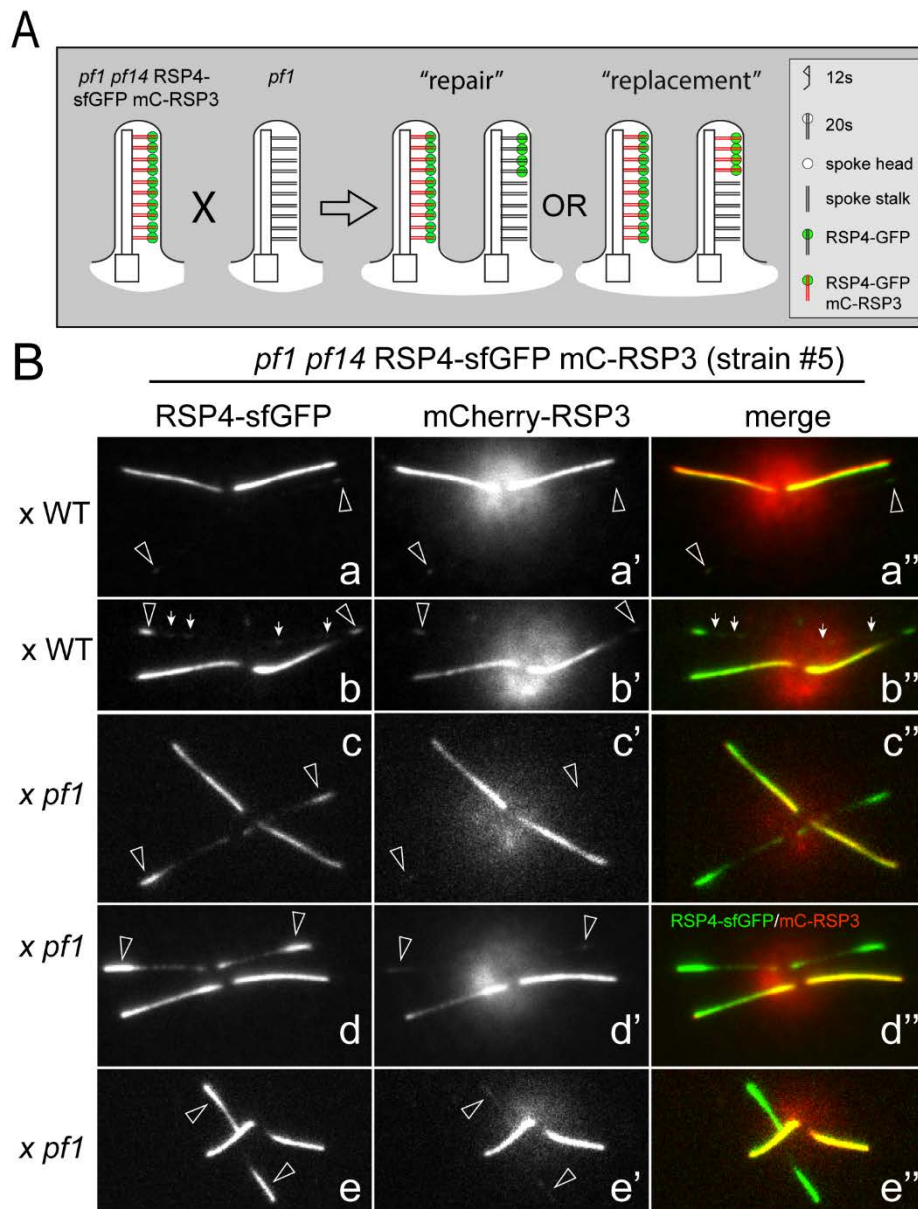 A
pf1 pf14 RSP4-
sfGFP mC-RSP3
pf1
"repair"
"replacement"
X
OR
12s
20s
spoke head
spoke stalk
RSP4-GFP
RSP4-GFP
mC-RSP3
B
pf1 pf14 RSP4-sfGFP mC-RSP3 (strain #5)
RSP4-sfGFP
mCherry-RSP3
merge
x WT
a
a'
a"
x WT
b
b'
b"
x pf1
c
c'
c"
x pf1
RSP4-sfGFP/mC-RSP3
d
d'
d"
x pf1
e
e'
e"